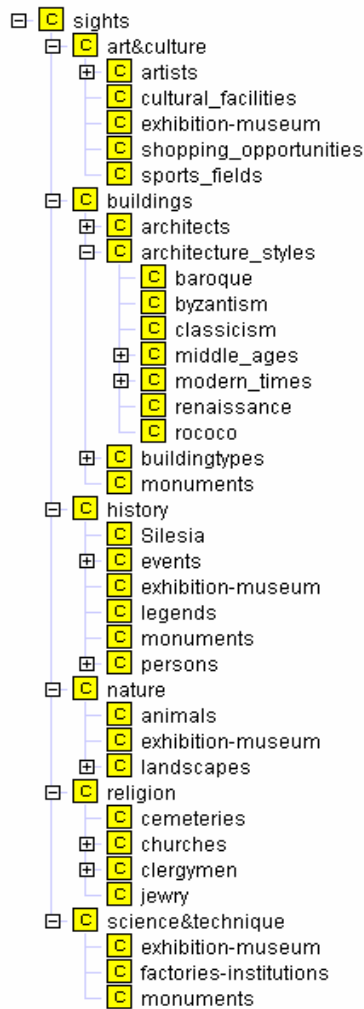 C sights
C art&culture
C artists
C cultural_facilities
C exhibition-museum
C shopping_opportunities
C sports_fields
C buildings
C architects
C architecture_styles
C baroque
C byzantism
C classicism
C middle_ages
C modern_times
C renaissance
C rococo
C buildingtypes
C monuments
C history
C Silesia
C events
C exhibition-museum
C legends
C monuments
C persons
C nature
C animals
C exhibition-museum
C landscapes
C religion
C cemeteries
C churches
C clergymen
C jewry
C science&technique
C exhibition-museum
C factories-institutions
C monuments